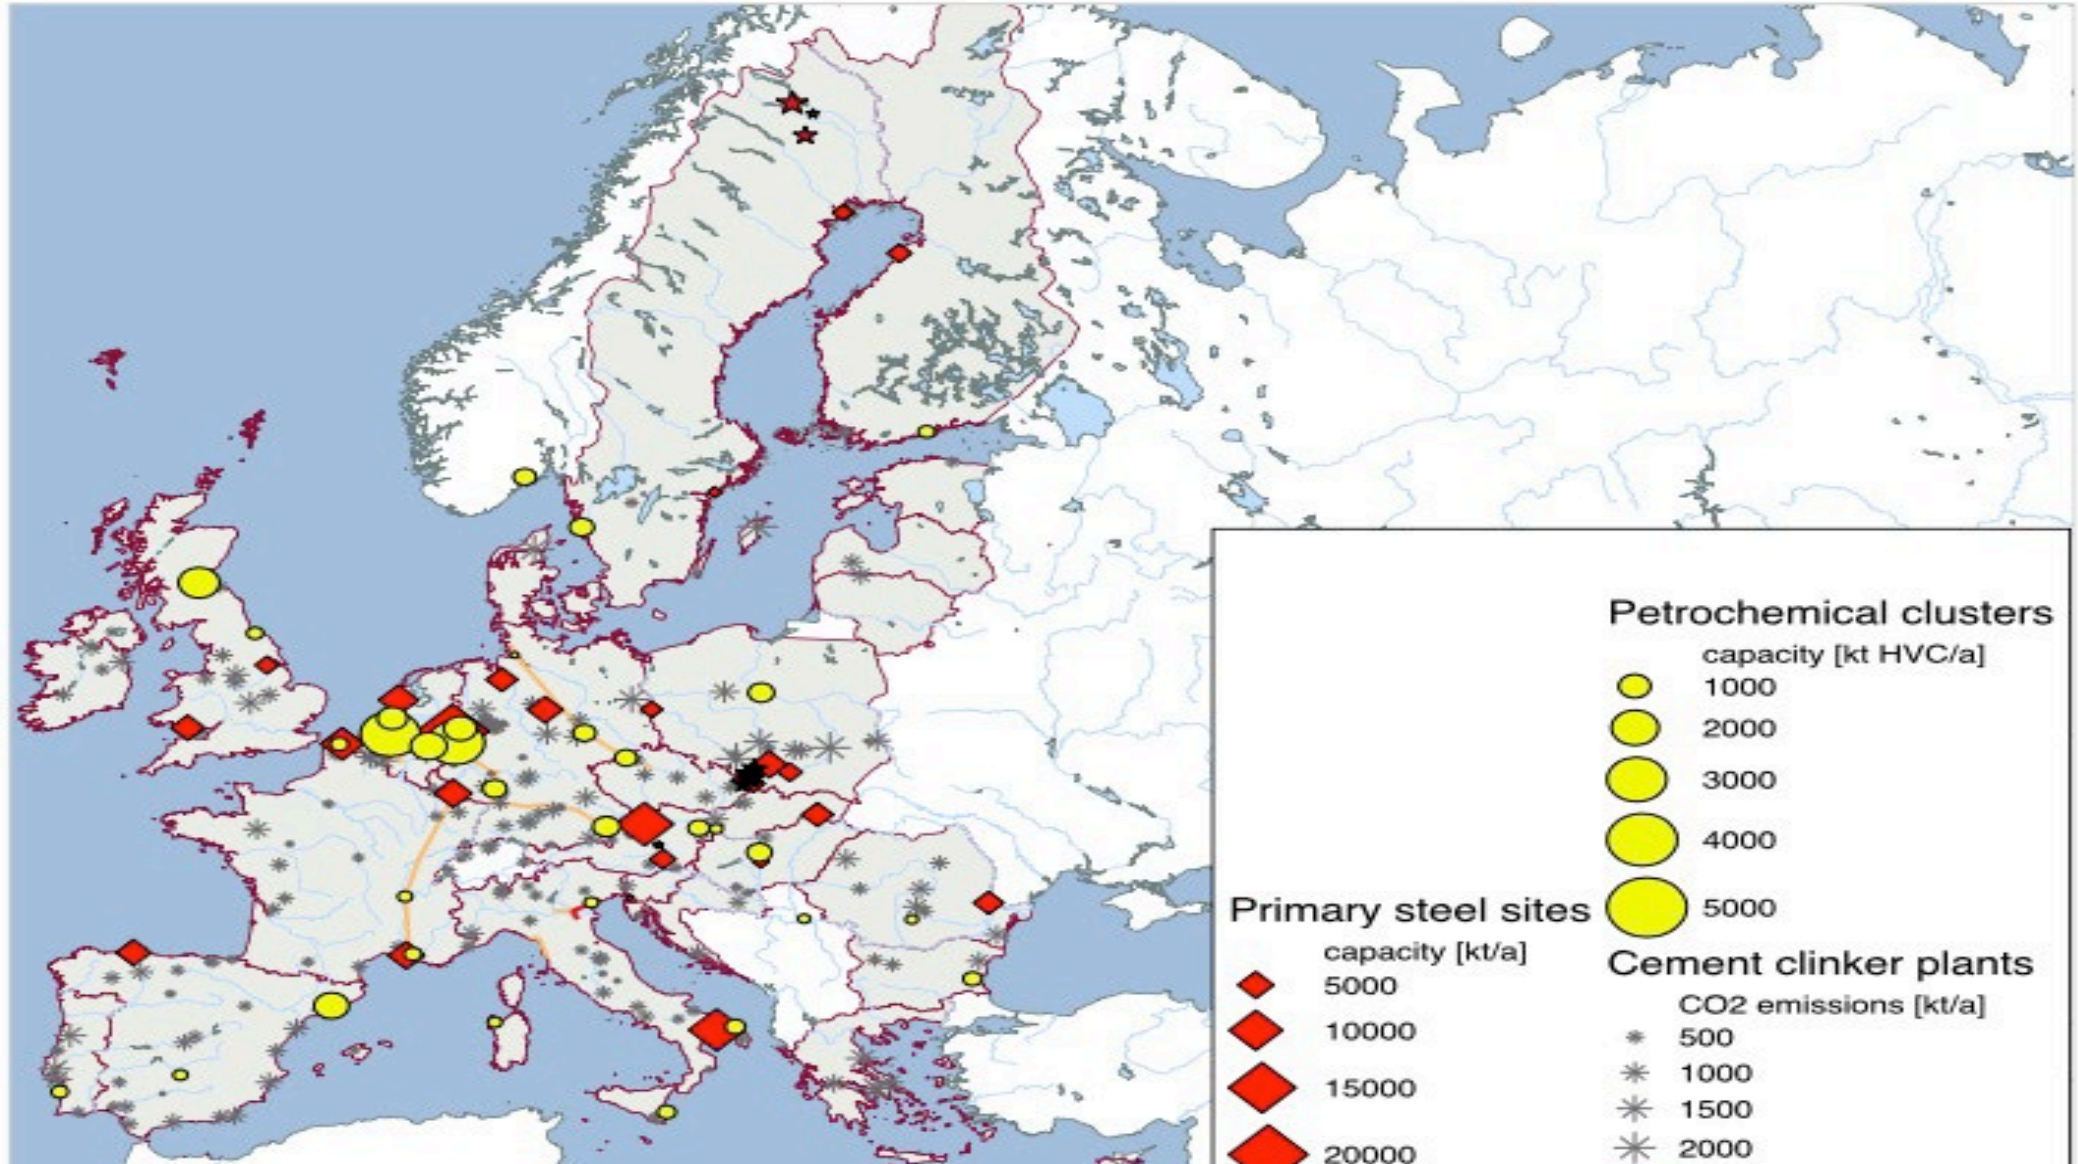 Petrochemical clusters
capacity [kt HVC/a]
1000
2000
3000
4000
5000
Primary steel sites
capacity [kt/a]
5000
10000
15000
20000
Cement clinker plants
CO2 emissions [kt/a]
500
1000
1500
2000